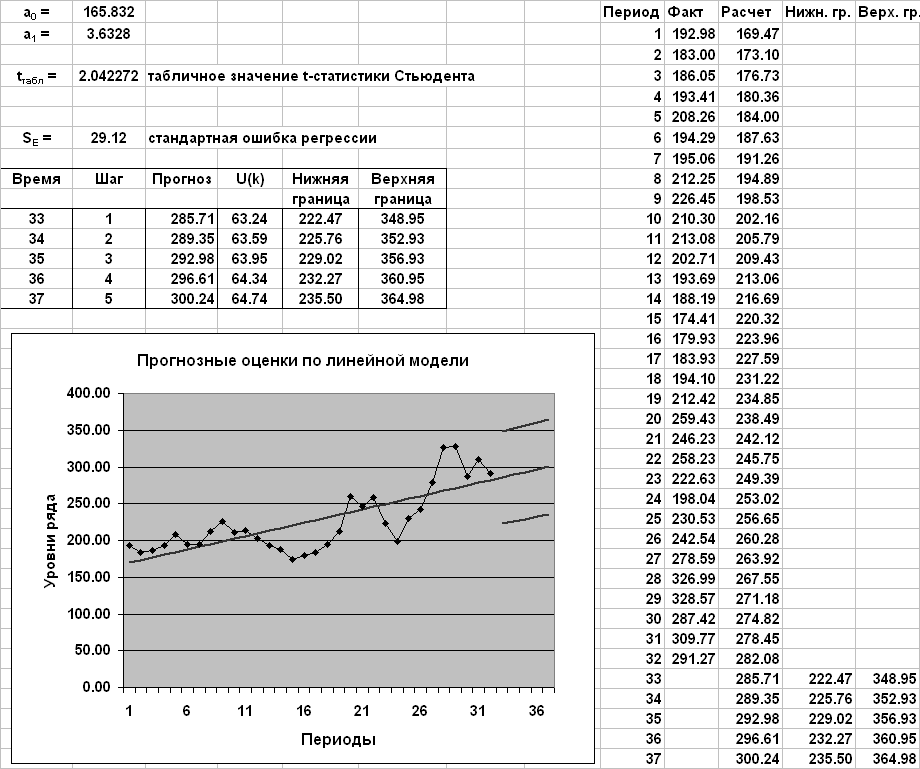 a0 = 165.832
a1 = 3.6328
tтабл = 2.042272 табличное значение t-статистики Стьюдента
SE = 29.12 стандартная ошибка регрессии
Время Шаг Прогноз U(k) Нижняя граница Верхняя граница
33 1 285.71 63.24 222.47 348.95
34 2 289.35 63.59 225.76 352.93
35 3 292.98 63.95 229.02 356.93
36 4 296.61 64.34 232.27 360.95
37 5 300.24 64.74 235.50 364.98
Прогнозные оценки по линейной модели
Уровни ряда
400.00
350.00
300.00
250.00
200.00
150.00
100.00
50.00
0.00
1 6 11 16 21 26 31 36
Периоды
Период Факт Расчет Нижн. гр. Верх. гр.
1 192.98 169.47
2 183.00 173.10
3 186.05 176.73
4 193.41 180.36
5 208.26 184.00
6 194.29 187.63
7 195.06 191.26
8 212.25 194.89
9 226.45 198.53
10 210.30 202.16
11 213.08 205.79
12 202.71 209.43
13 193.69 213.06
14 188.19 216.69
15 174.41 220.32
16 179.93 223.96
17 183.93 227.59
18 194.10 231.22
19 212.42 234.85
20 259.43 238.49
21 246.23 242.12
22 258.23 245.75
23 222.63 249.39
24 198.04 253.02
25 230.53 256.65
26 242.54 260.28
27 278.59 263.92
28 326.99 267.55
29 328.57 271.18
30 287.42 274.82
31 309.77 278.45
32 291.27 282.08
33 285.71 222.47 348.95
34 289.35 225.76 352.93
35 292.98 229.02 356.93
36 296.61 232.27 360.95
37 300.24 235.50 364.98